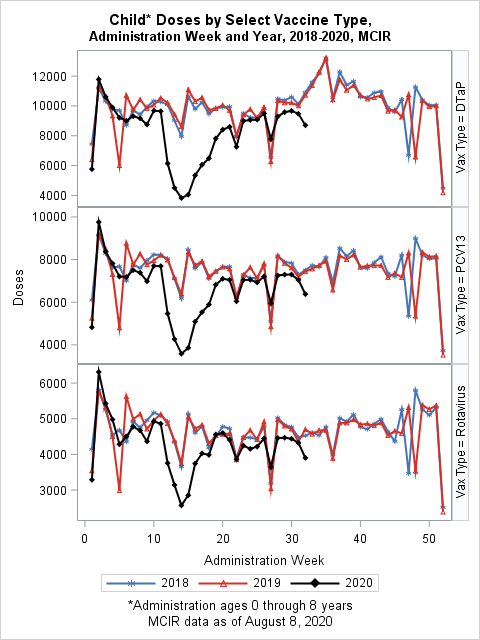 Child* Doses by Select Vaccine Type,
Administration Week and Year, 2018-2020, MCIR
12000
10000
8000
6000
4000
Vax Type = DTaP
10000
8000
6000
4000
Vax Type = PCV13
Doses
6000
5000
4000
3000
Vax Type = Rotavirus
0 10 20 30 40 50
Administration Week
2018 2019 2020
*Administration ages 0 through 8 years
MCIR data as of August 8, 2020